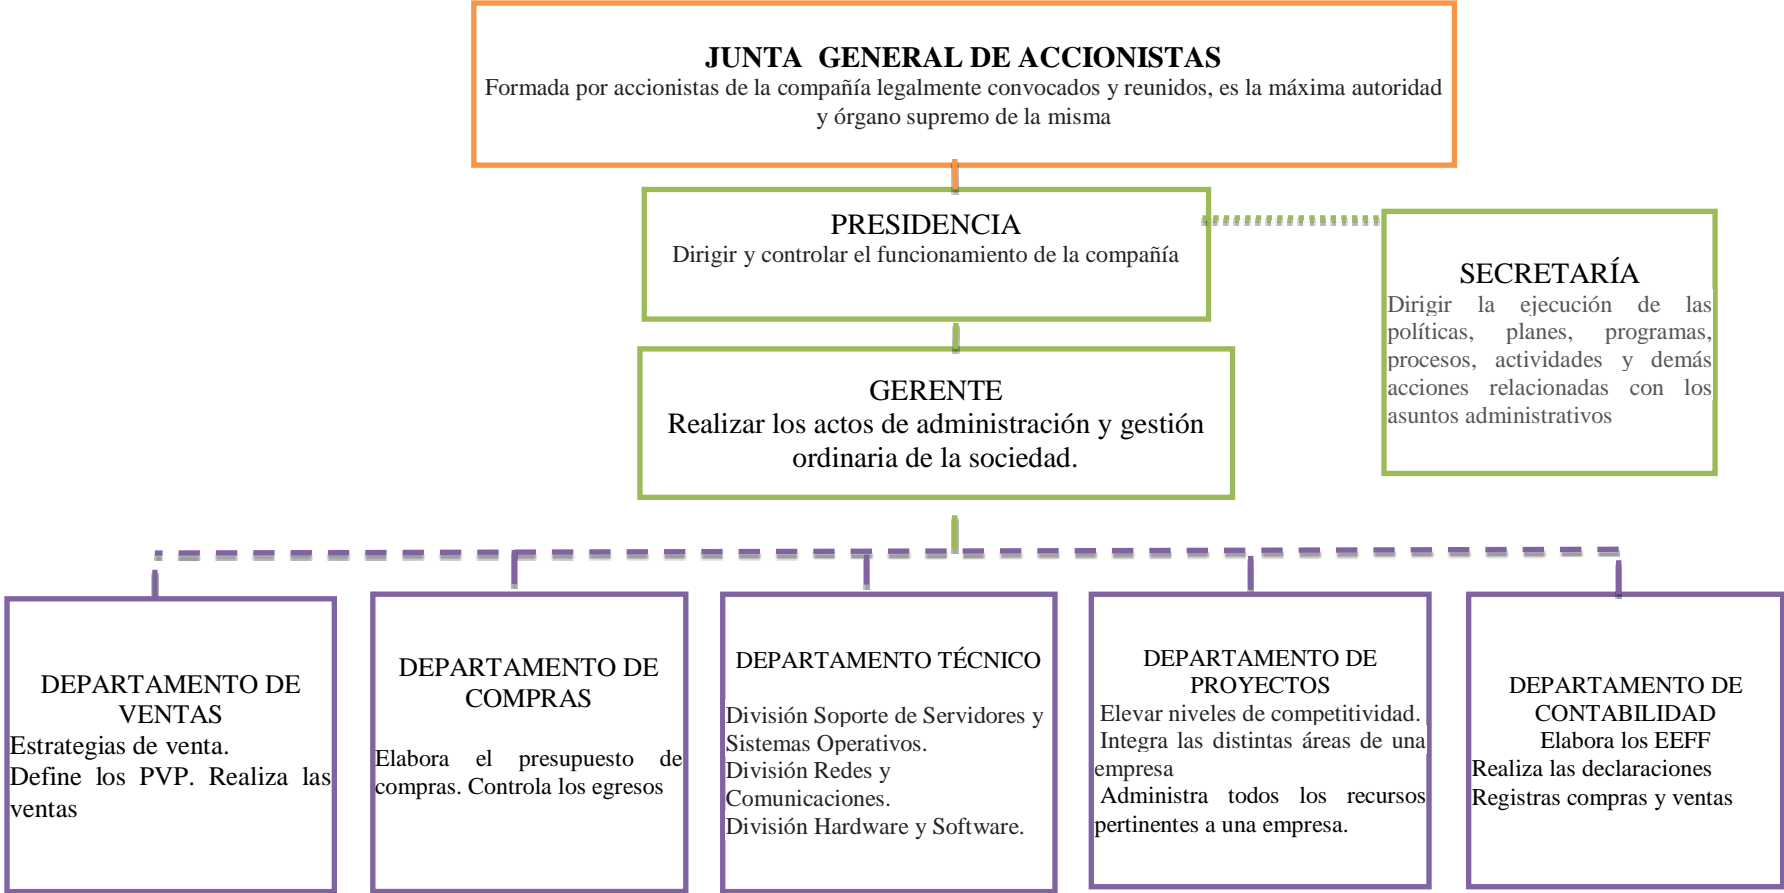 JUNTA GENERAL DE ACCIONISTAS
Formada por accionistas de la compañía legalmente convocados y reunidos, es la máxima autoridad
y órgano supremo de la misma
PRESIDENCIA
Dirigir y controlar el funcionamiento de la compañía
SECRETARÍA
Dirigir la ejecución de las
políticas, planes, programas,
procesos, actividades y demás
acciones relacionadas con los
asuntos administrativos
GERENTE
Realizar los actos de administración y gestión
ordinaria de la sociedad.
DEPARTAMENTO DE
VENTAS
Estrategias de venta.
Define los PVP. Realiza las
ventas
DEPARTAMENTO DE
COMPRAS
Elabora el presupuesto de
compras. Controla los egresos
DEPARTAMENTO TÉCNICO
División Soporte de Servidores y
Sistemas Operativos.
División Redes y
Comunicaciones.
División Hardware y Software.
DEPARTAMENTO DE
PROYECTOS
Elevar niveles de competitividad.
Integra las distintas áreas de una
empresa
Administra todos los recursos
pertinentes a una empresa.
DEPARTAMENTO DE
CONTABILIDAD
Elabora los EEFF
Realiza las declaraciones
Registras compras y ventas